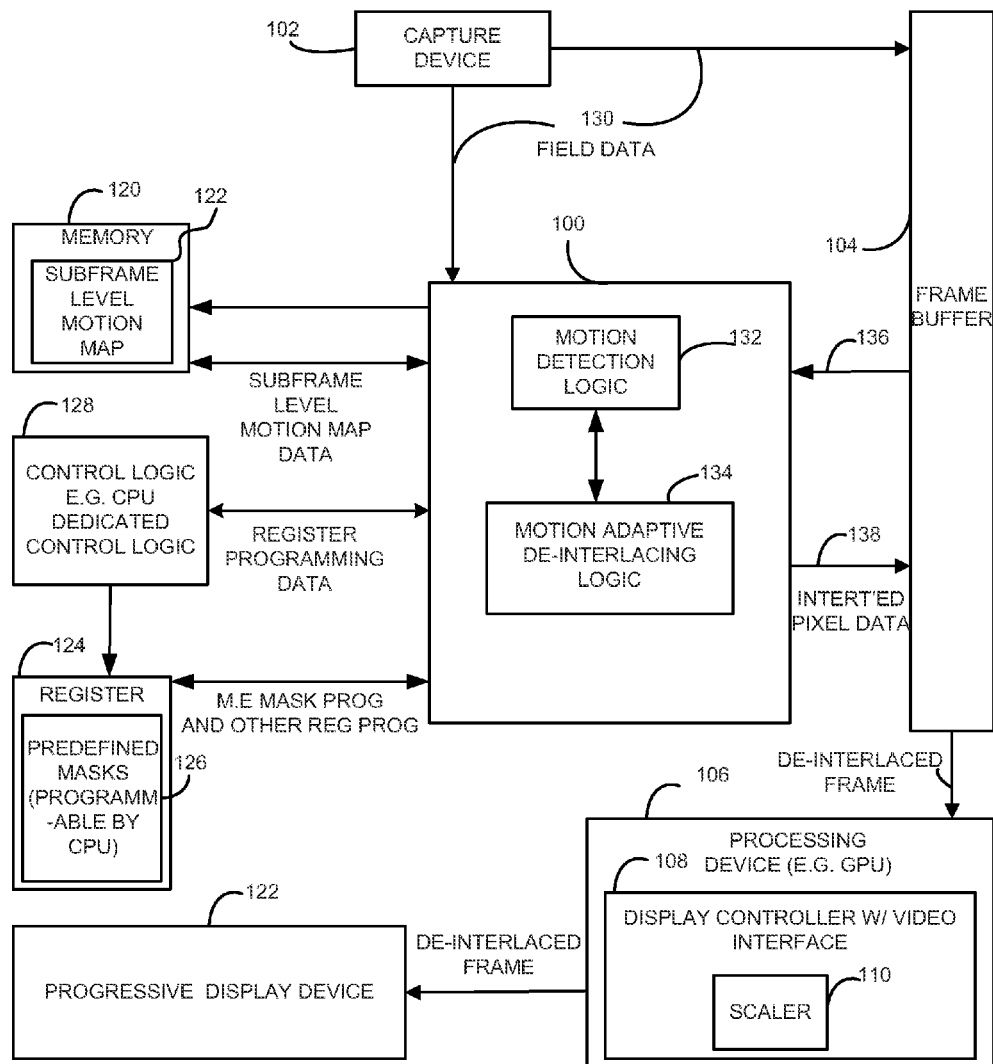 102
CAPTURE
DEVICE
130
FIELD DATA
120
122
MEMORY
SUBFRAME
LEVEL
MOTION
MAP
100
104
FRAME
BUFFER
MOTION
DETECTION
LOGIC
132
136
SUBFRAME
LEVEL
MOTION MAP
DATA
128
CONTROL LOGIC
E.G. CPU
DEDICATED
CONTROL LOGIC
134
MOTION ADAPTIVE
DE-INTERLACING
LOGIC
REGISTER
PROGRAMMING
DATA
138
INTERT'ED
PIXEL DATA
124
REGISTER
M.E MASK PROG
AND OTHER REG PROG
PREDEFINED
MASKS
(PROGRAMM
-ABLE BY
CPU)
126
DE-INTERLACED
FRAME
106
PROCESSING
DEVICE (E.G. GPU)
108
DISPLAY CONTROLLER W/ VIDEO
INTERFACE
110
SCALER
122
PROGRESSIVE DISPLAY DEVICE
DE-INTERLACED
FRAME